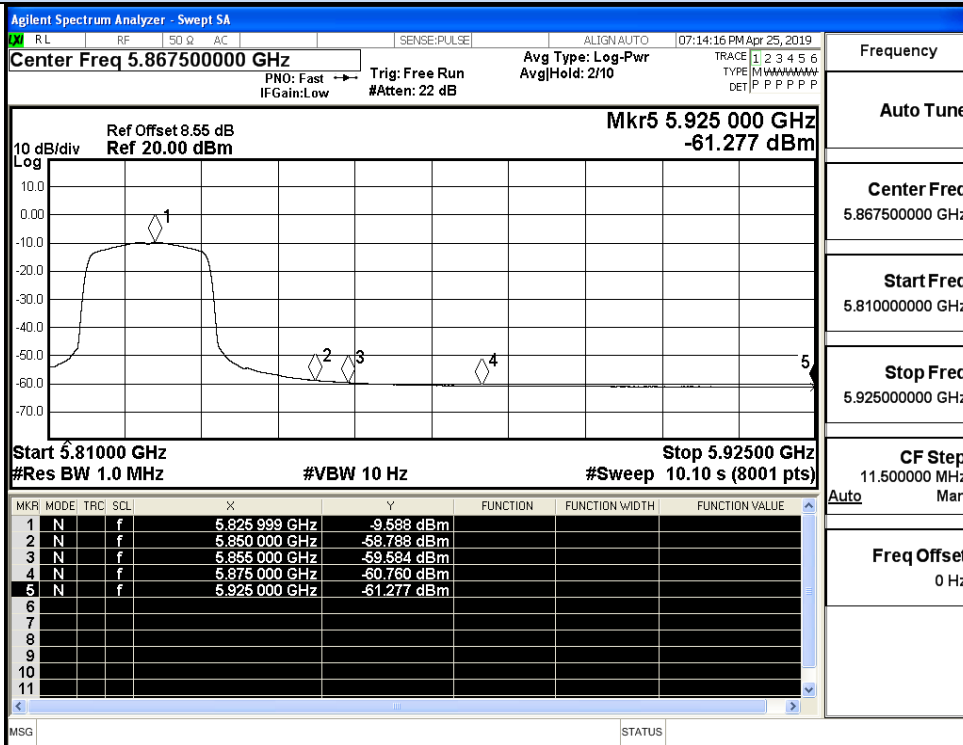 Agilent Spectrum Analyzer - Swept SA
LXI RL RF 50 Ω AC SENSE:PULSE ALIGN AUTO 07:14:16 PM Apr 25, 2019
Center Freq 5.867500000 GHz
PNO: Fast
IFGain:Low
Trig: Free Run
#Atten: 22 dB
Avg Type: Log-Pwr
Avg|Hold: 2/10
TRACE 1 2 3 4 5 6
TYPE M W W W W W
DET P P P P P P
Mkr5 5.925 000 GHz
-61.277 dBm
Ref Offset 8.55 dB
10 dB/div Ref 20.00 dBm
Log
10.0
0.00
-10.0
-20.0
-30.0
-40.0
-50.0
-60.0
-70.0
1
2
3
4
5
Start 5.81000 GHz Stop 5.92500 GHz
#Res BW 1.0 MHz #VBW 10 Hz #Sweep 10.10 s (8001 pts)
MKR MODE TRC SCL X Y FUNCTION FUNCTION WIDTH FUNCTION VALUE
1 N f 5.825 999 GHz -9.588 dBm
2 N f 5.850 000 GHz -58.788 dBm
3 N f 5.855 000 GHz -59.584 dBm
4 N f 5.875 000 GHz -60.760 dBm
5 N f 5.925 000 GHz -61.277 dBm
6
7
8
9
10
11
MSG STATUS
Frequency
Auto Tune
Center Freq
5.867500000 GHz
Start Freq
5.810000000 GHz
Stop Freq
5.925000000 GHz
CF Step
11.500000 MHz
Auto Man
Freq Offset
0 Hz